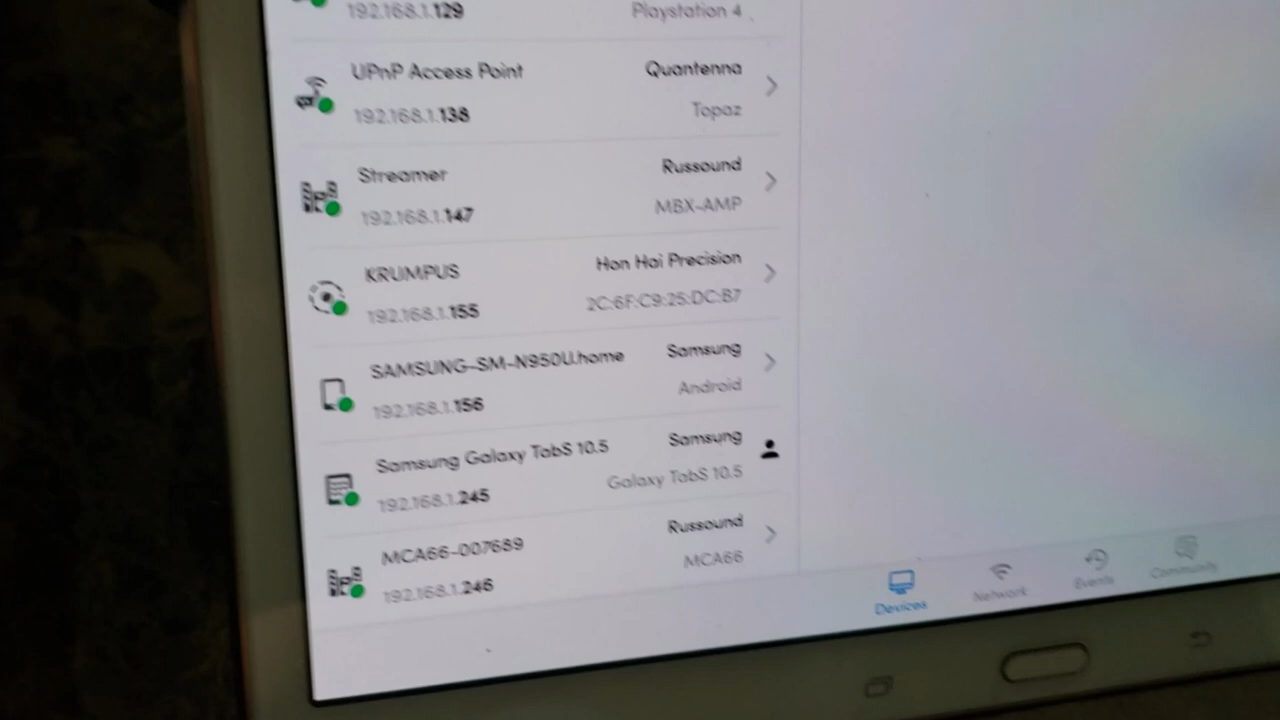 192.168.1.129 Playstation 4
UPnP Access Point Quantenna
192.168.1.138 Topaz
Streamer Russound
192.168.1.147 MBX-AMP
KRUMPUS Hon Hai Precision
192.168.1.155 2C:6F:C9:25:DC:B7
SAMSUNG-SM-N950U.home Samsung
192.168.1.156 Android
Samsung Galaxy TabS 10.5 Samsung
192.168.1.245 Galaxy TabS 10.5
MCA66-007689 Russound
192.168.1.246 MCA66
Devices Network Events Community